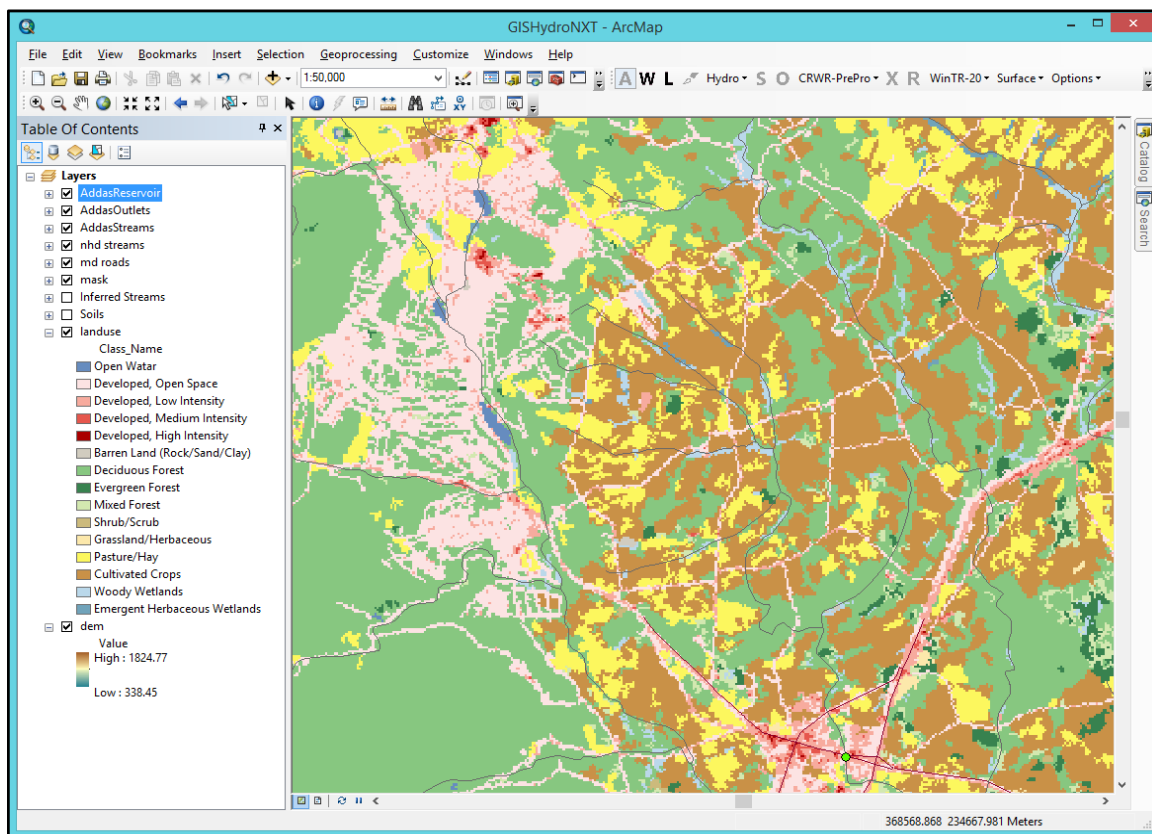 GISHydroNXT - ArcMap
File Edit View Bookmarks Insert Selection Geoprocessing Customize Windows Help
1:50,000
A W L Hydro S O CRWR-PrePro X R WinTR-20 Surface Options
Table Of Contents
Layers
AddasReservoir
AddasOutlets
AddasStreams
nhd streams
md roads
mask
Inferred Streams
Soils
landuse
Class_Name
Open Watar
Developed, Open Space
Developed, Low Intensity
Developed, Medium Intensity
Developed, High Intensity
Barren Land (Rock/Sand/Clay)
Deciduous Forest
Evergreen Forest
Mixed Forest
Shrub/Scrub
Grassland/Herbaceous
Pasture/Hay
Cultivated Crops
Woody Wetlands
Emergent Herbaceous Wetlands
dem
Value
High : 1824.77
Low : 338.45
Catalog
Search
368568.868 234667.981 Meters